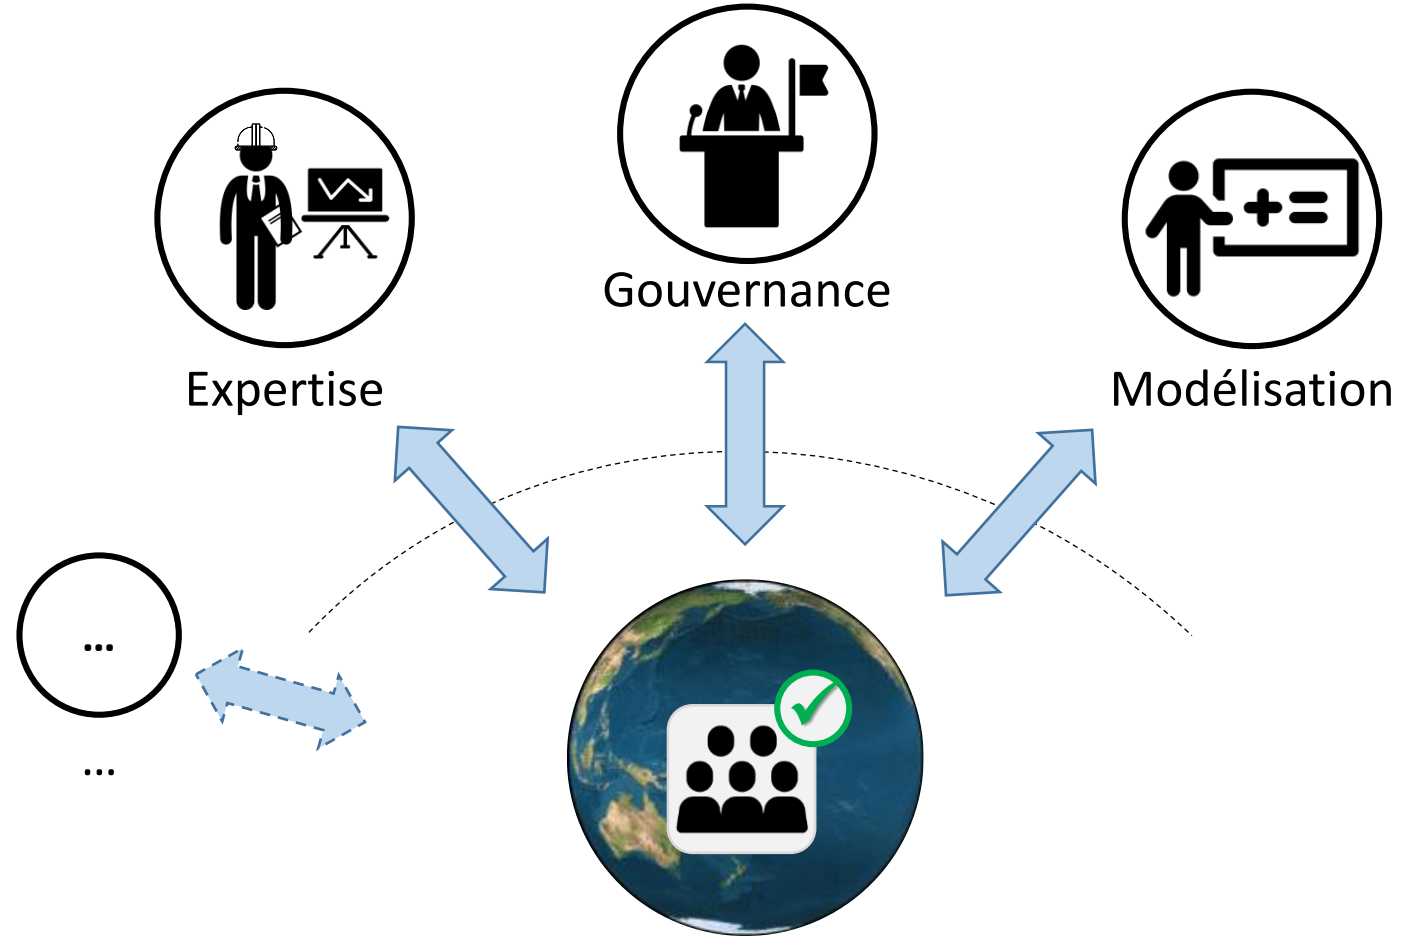 Gouvernance
Expertise
Modélisation
+=
...
...